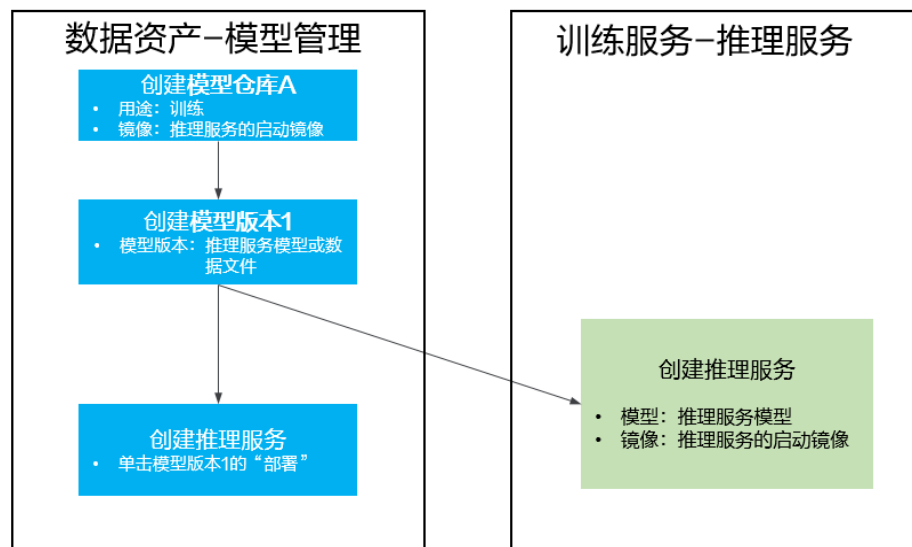 数据资产-模型管理
创建模型仓库A
• 用途：训练
• 镜像：推理服务的启动镜像
创建模型版本1
• 模型版本：推理服务模型或数
据文件
创建推理服务
• 单击模型版本1的“部署”
训练服务-推理服务
创建推理服务
• 模型：推理服务模型
• 镜像：推理服务的启动镜像